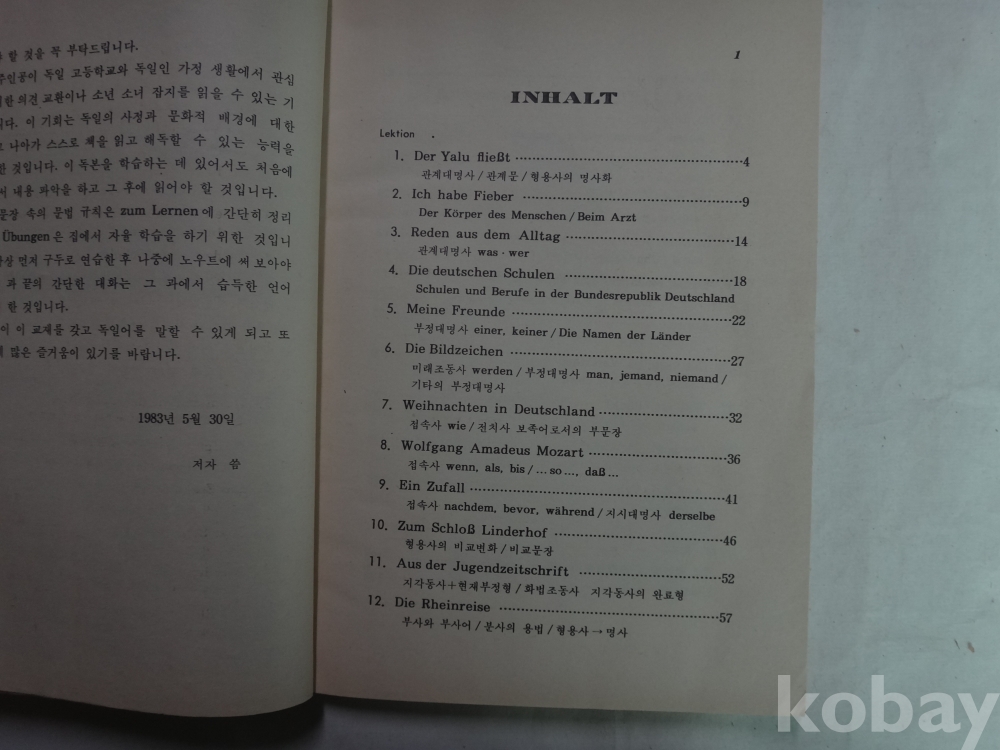 할 것을 꼭 부탁드립니다.
주인공이 독일 고등학교와 독일인 가정 생활에서 관심
한 의견 교환이나 소년 소녀 잡지를 읽을 수 있는 기
니다. 이 기회는 독일의 사정과 문화적 배경에 대한
나아가 스스로 책을 읽고 해독할 수 있는 능력을
한 것입니다. 이 독본을 학습하는 데 있어서도 처음에
서 내용 파악을 하고 그 후에 읽어야 할 것입니다.
문장 속의 문법 규칙은 zum Lernen에 간단히 정리
Übungen은 집에서 자율 학습을 하기 위한 것입니
상 먼저 구두로 연습한 후 나중에 노우트에 써 보아야
과 끝의 간단한 대화는 그 과에서 습득한 언어
한 것입니다.
이 이 교재를 갖고 독일어를 말할 수 있게 되고 또
많은 즐거움이 있기를 바랍니다.
1983년 5월 30일
저자 씀
1
INHALT
Lektion
1. Der Yalu fließt 4
관계대명사/관계문/형용사의 명사화
2. Ich habe Fieber 9
Der Körper des Menschen/Beim Arzt
3. Reden aus dem Alltag 14
관계대명사 was·wer
4. Die deutschen Schulen 18
Schulen und Berufe in der Bundesrepublik Deutschland
5. Meine Freunde 22
부정대명사 einer, keiner/Die Namen der Länder
6. Die Bildzeichen 27
미래조동사 werden/부정대명사 man, jemand, niemand/
기타의 부정대명사
7. Weihnachten in Deutschland 32
접속사 wie/전치사 보족어로서의 부문장
8. Wolfgang Amadeus Mozart 36
접속사 wenn, als, bis/…so…, daß…
9. Ein Zufall 41
접속사 nachdem, bevor, während/지시대명사 derselbe
10. Zum Schloß Linderhof 46
형용사의 비교변화/비교문장
11. Aus der Jugendzeitschrift 52
지각동사+현재부정형/화법조동사 지각동사의 완료형
12. Die Rheinreise 57
부사와 부사어/분사의 용법/형용사→명사
kobay